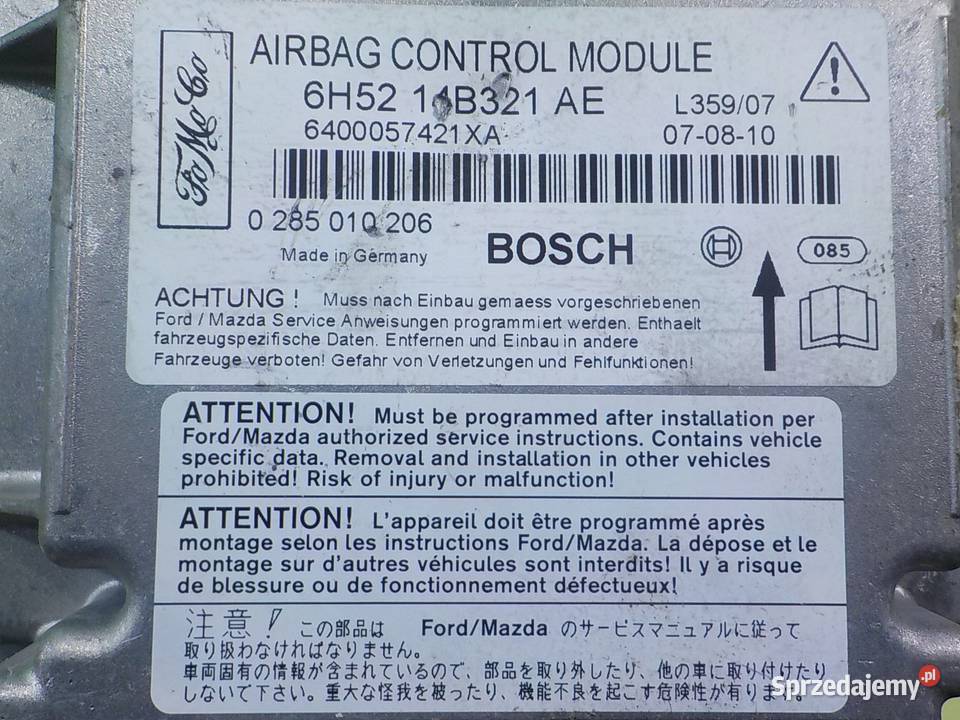 FoMoCo
AIRBAG CONTROL MODULE
6H52 14B321 AE
L359/07
6400057421XA
07-08-10
0 285 010 206
Made in Germany
BOSCH
085
ACHTUNG ! Muss nach Einbau gemaess vorgeschriebenen
Ford / Mazda Service Anweisungen programmiert werden. Enthaelt
fahrzeugspezifische Daten. Entfernen und Einbau in andere
Fahrzeuge verboten! Gefahr von Verletzungen und Fehlfunktionen!
ATTENTION! Must be programmed after installation per
Ford/Mazda authorized service instructions. Contains vehicle
specific data. Removal and installation in other vehicles
prohibited! Risk of injury or malfunction!
ATTENTION! L'appareil doit être programmé après
montage selon les instructions Ford/Mazda. La dépose et le
montage sur d'autres véhicules sont interdits! Il y a risque
de blessure ou de fonctionnement défectueux!
注意! この部品は Ford/Mazda のサービスマニュアルに従って
取り扱わなければなりません。
車両固有の情報が含まれているので、部品を取り外したり、他の車に取り付けたり
しないで下さい。重大な怪我を被ったり、機能不良を起こす危険性が有ります。
Sprzedajemy.pl